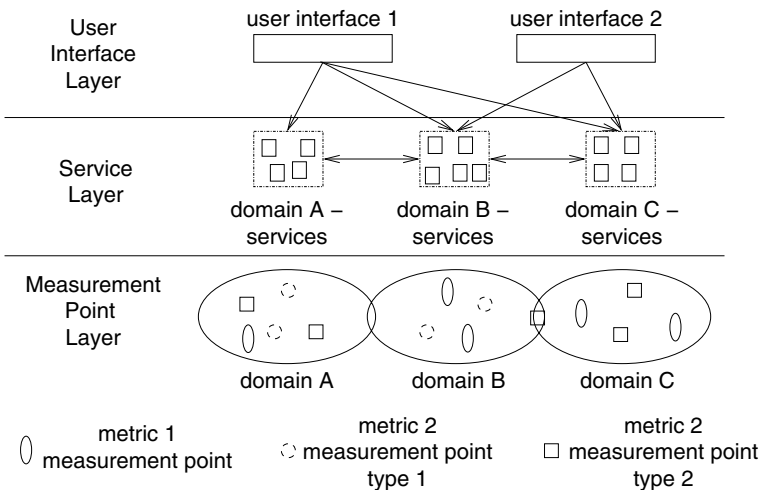 User
Interface
Layer
user interface 1
user interface 2
Service
Layer
domain A –
services
domain B –
services
domain C –
services
Measurement
Point
Layer
domain A
domain B
domain C
metric 1
measurement point
metric 2
measurement point
type 1
metric 2
measurement point
type 2